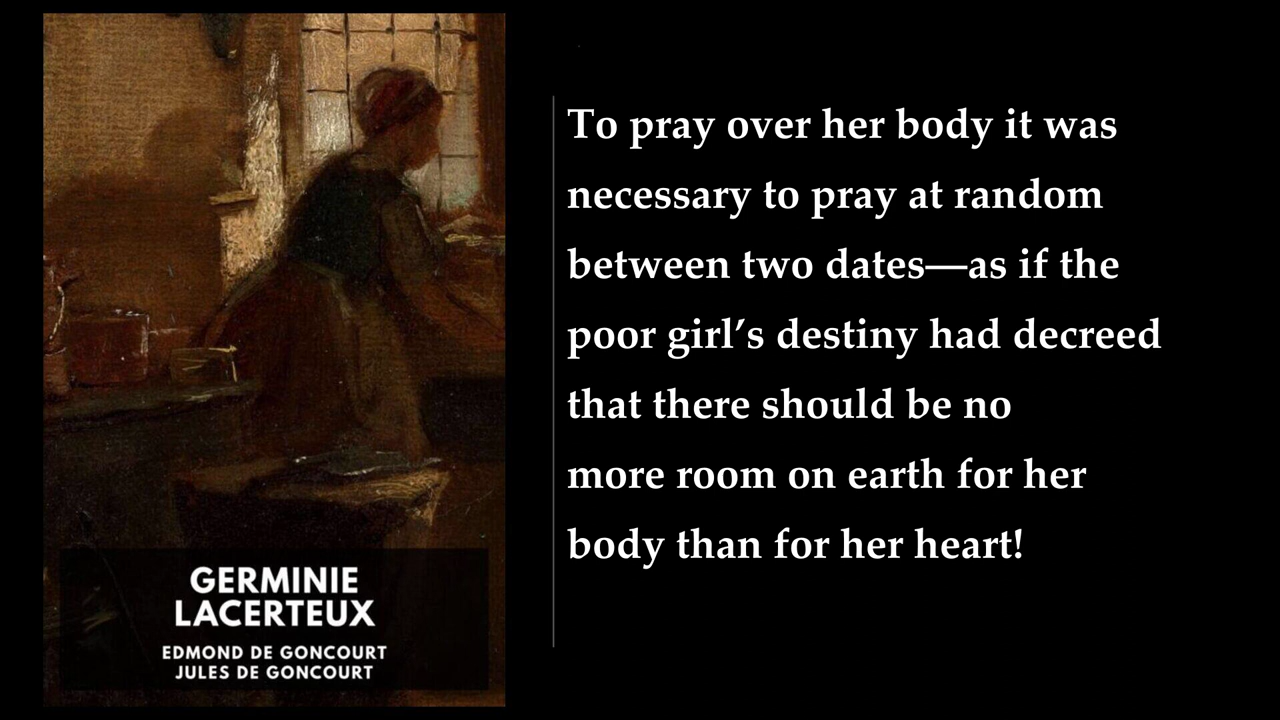 To pray over her body it was
necessary to pray at random
between two dates—as if the
poor girl’s destiny had decreed
that there should be no
more room on earth for her
body than for her heart!
GERMINIE
LACERTEUX
EDMOND DE GONCOURT
JULES DE GONCOURT